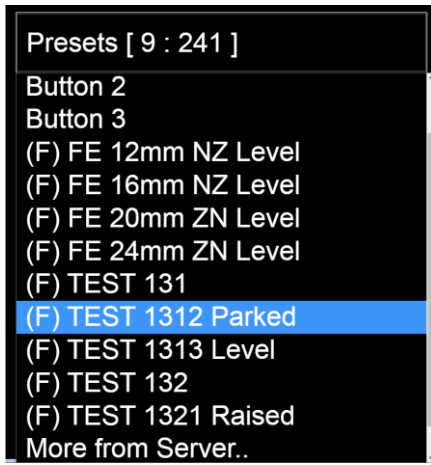 Presets [ 9 : 241 ]
Button 2
Button 3
(F) FE 12mm NZ Level
(F) FE 16mm NZ Level
(F) FE 20mm ZN Level
(F) FE 24mm ZN Level
(F) TEST 131
(F) TEST 1312 Parked
(F) TEST 1313 Level
(F) TEST 132
(F) TEST 1321 Raised
More from Server..